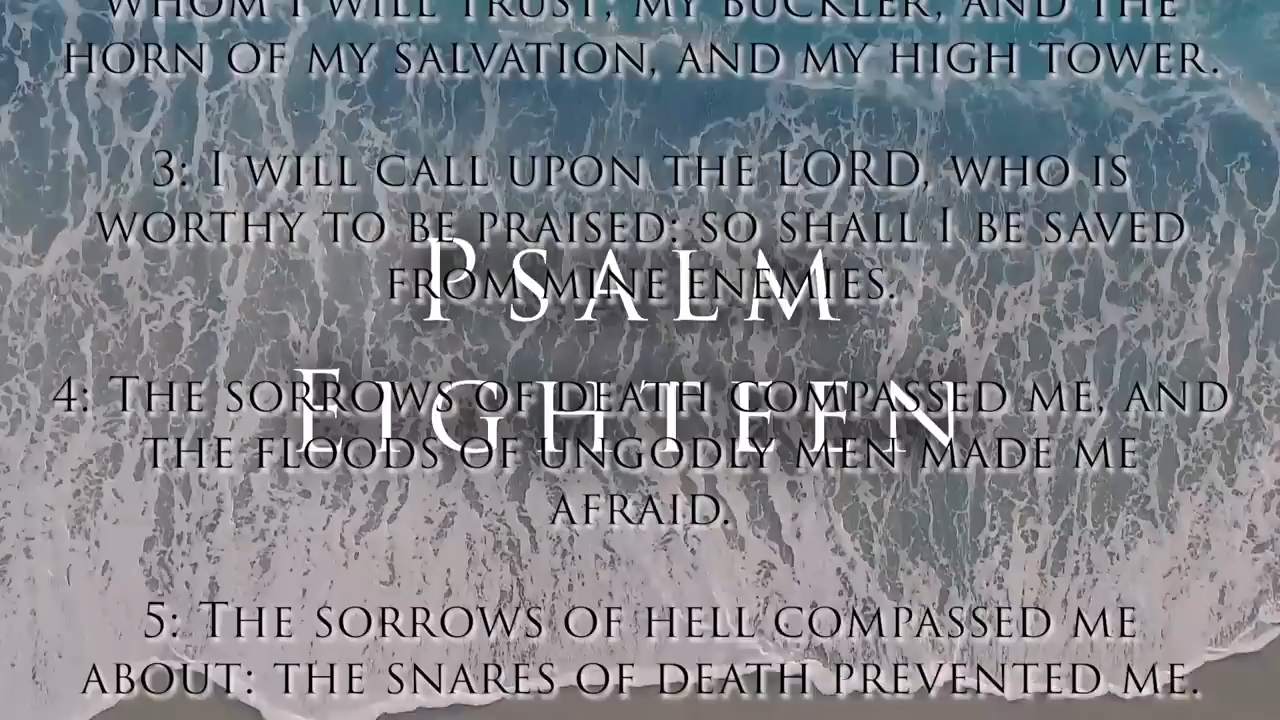 WHOM I WILL TRUST; MY BUCKLER, AND THE
HORN OF MY SALVATION, AND MY HIGH TOWER.
3: I WILL CALL UPON THE LORD, WHO IS
WORTHY TO BE PRAISED: SO SHALL I BE SAVED
FROM MINE ENEMIES.
PSALM
4: THE SORROWS OF DEATH COMPASSED ME, AND
EIGHTEEN
THE FLOODS OF UNGODLY MEN MADE ME
AFRAID.
5: THE SORROWS OF HELL COMPASSED ME
ABOUT: THE SNARES OF DEATH PREVENTED ME.